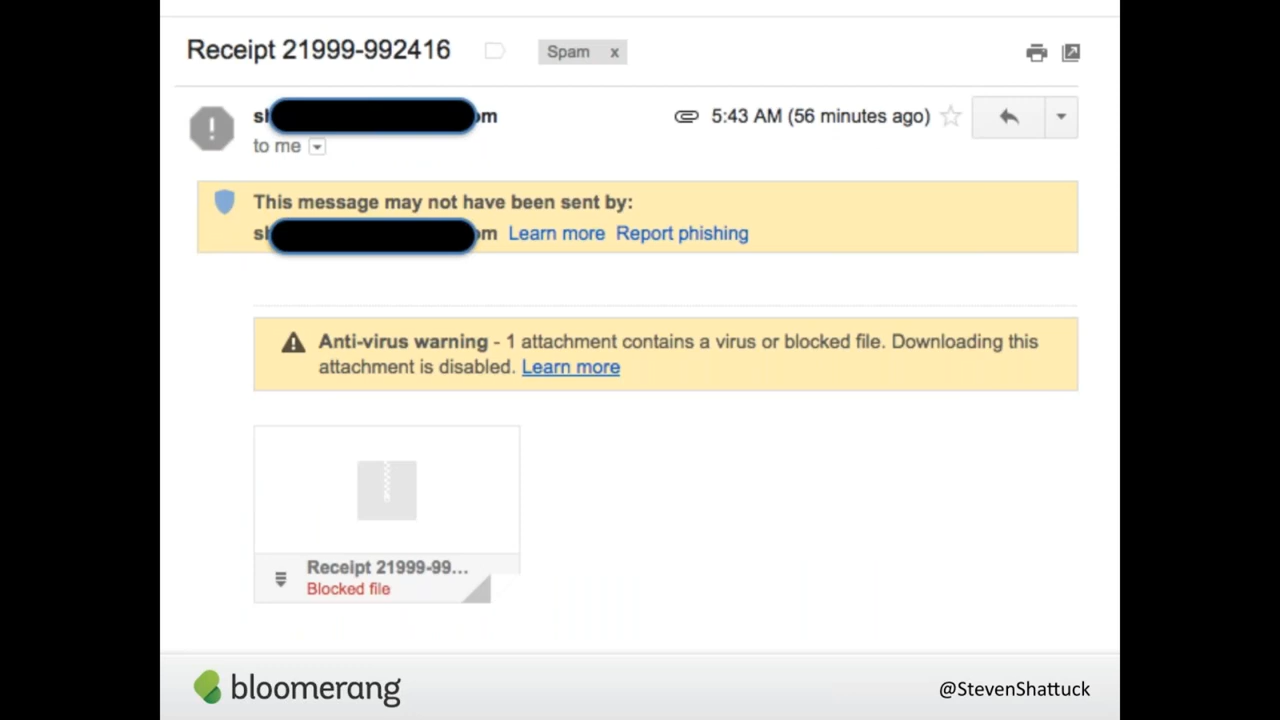 Receipt 21999-992416
Spam x
5:43 AM (56 minutes ago)
to me
This message may not have been sent by:
Learn more Report phishing
Anti-virus warning - 1 attachment contains a virus or blocked file. Downloading this
attachment is disabled. Learn more
Receipt 21999-99...
Blocked file
bloomerang
@StevenShattuck